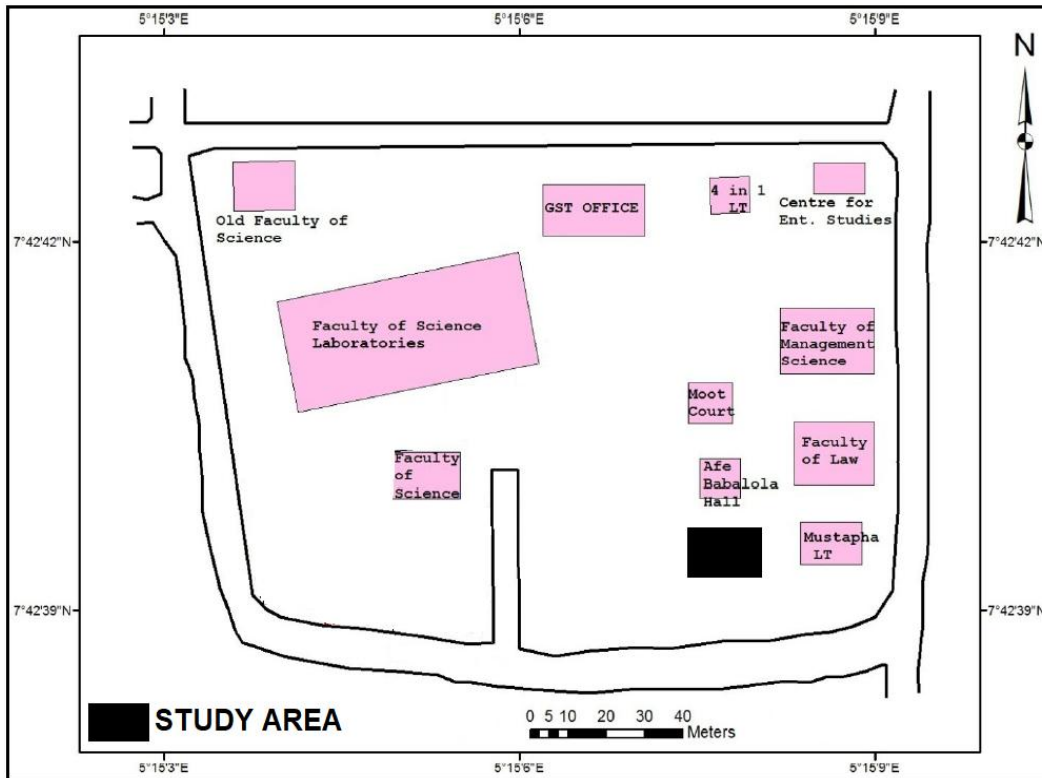 5°15'3"E
5°15'6"E
5°15'9"E
N
4 in 1
LT
GST OFFICE
Centre for
Ent. Studies
Old Faculty of
Science
7°42'42"N
7°42'42"N
Faculty of Science
Laboratories
Faculty of
Management
Science
Moot
Court
Faculty
of Law
Faculty
of
Science
Afe
Babalola
Hall
Mustapha
LT
7°42'39"N
7°42'39"N
STUDY AREA
0 5 10 20 30 40
Meters
5°15'3"E
5°15'6"E
5°15'9"E